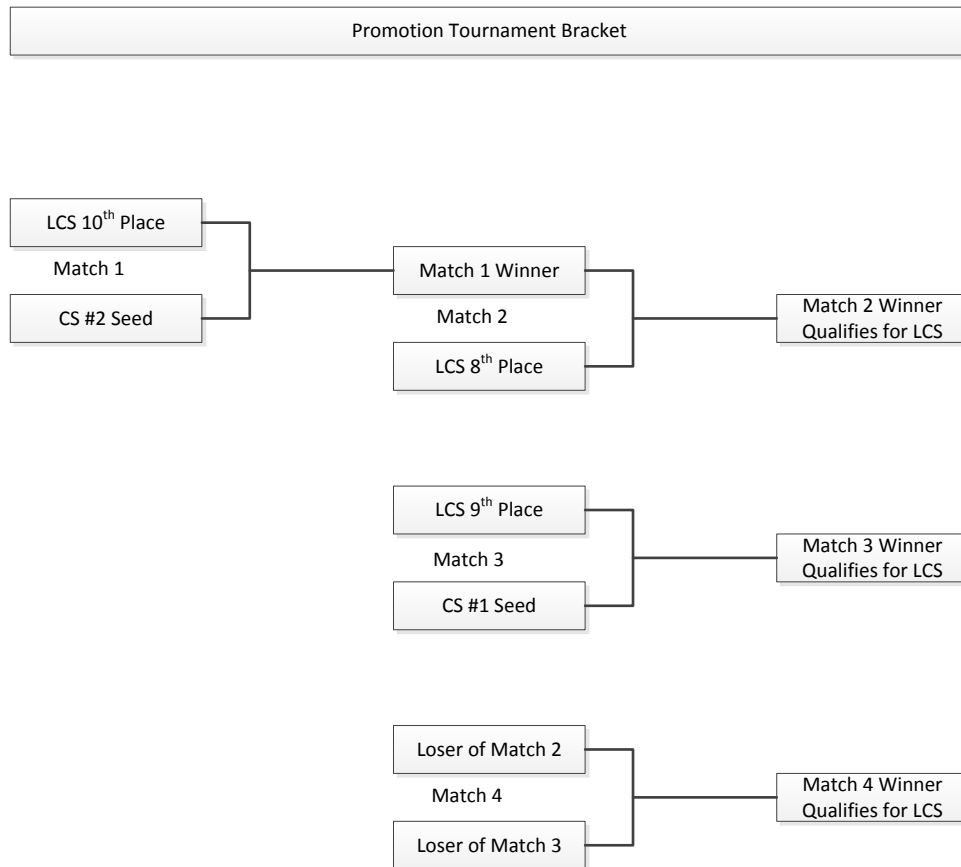 Promotion Tournament Bracket
LCS 10th Place
Match 1
CS #2 Seed
Match 1 Winner
Match 2
LCS 8th Place
Match 2 Winner
Qualifies for LCS
LCS 9th Place
Match 3
CS #1 Seed
Match 3 Winner
Qualifies for LCS
Loser of Match 2
Match 4
Loser of Match 3
Match 4 Winner
Qualifies for LCS